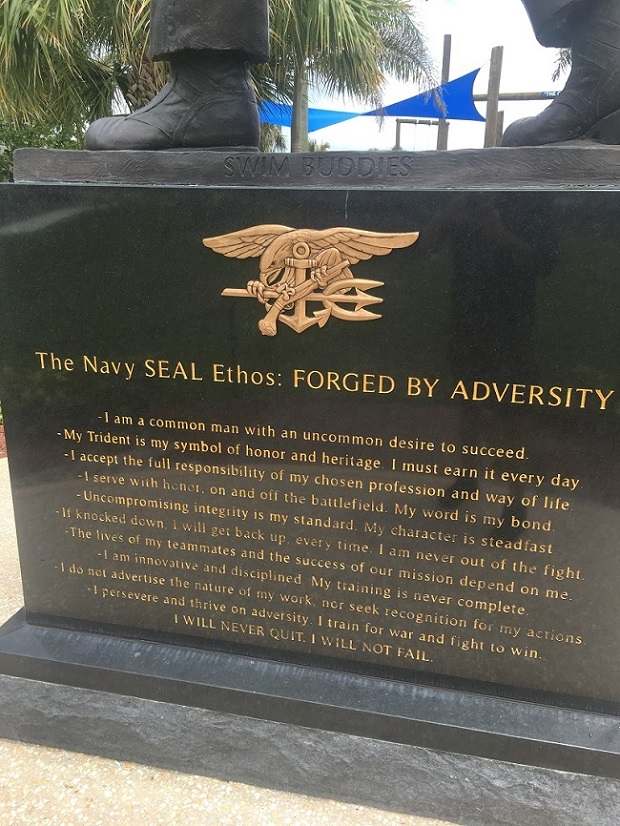 SWIM BUDDIES
The Navy SEAL Ethos: FORGED BY ADVERSITY
-I am a common man with an uncommon desire to succeed.
-My Trident is my symbol of honor and heritage. I must earn it every day
-I accept the full responsibility of my chosen profession and way of life.
-I serve with honor, on and off the battlefield. My word is my bond.
-Uncompromising integrity is my standard. My character is steadfast
-If knocked down, I will get back up, every time. I am never out of the fight.
-The lives of my teammates and the success of our mission depend on me.
-I am innovative and disciplined. My training is never complete.
-I do not advertise the nature of my work, nor seek recognition for my actions.
-I persevere and thrive on adversity. I train for war and fight to win.
I WILL NEVER QUIT. I WILL NOT FAIL.